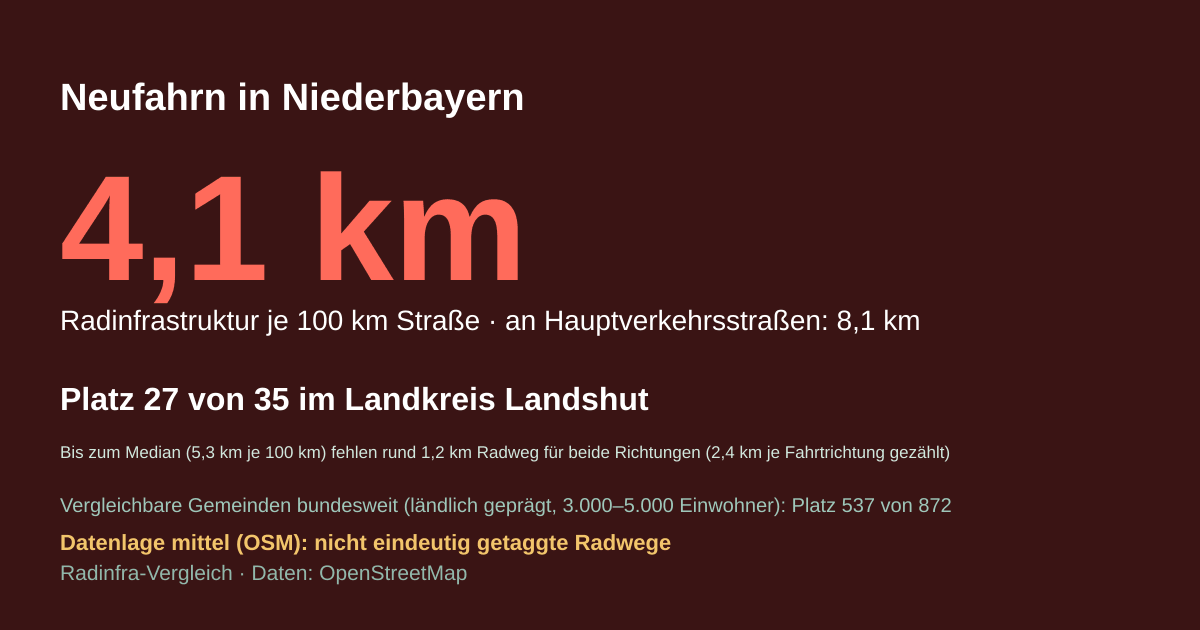 Neufahrn in Niederbayern
4,1 km
Radinfrastruktur je 100 km Straße · an Hauptverkehrsstraßen: 8,1 km
Platz 27 von 35 im Landkreis Landshut
Bis zum Median (5,3 km je 100 km) fehlen rund 1,2 km Radweg für beide Richtungen (2,4 km je Fahrtrichtung gezählt)
Vergleichbare Gemeinden bundesweit (ländlich geprägt, 3.000–5.000 Einwohner): Platz 537 von 872
Datenlage mittel (OSM): nicht eindeutig getaggte Radwege
Radinfra-Vergleich · Daten: OpenStreetMap